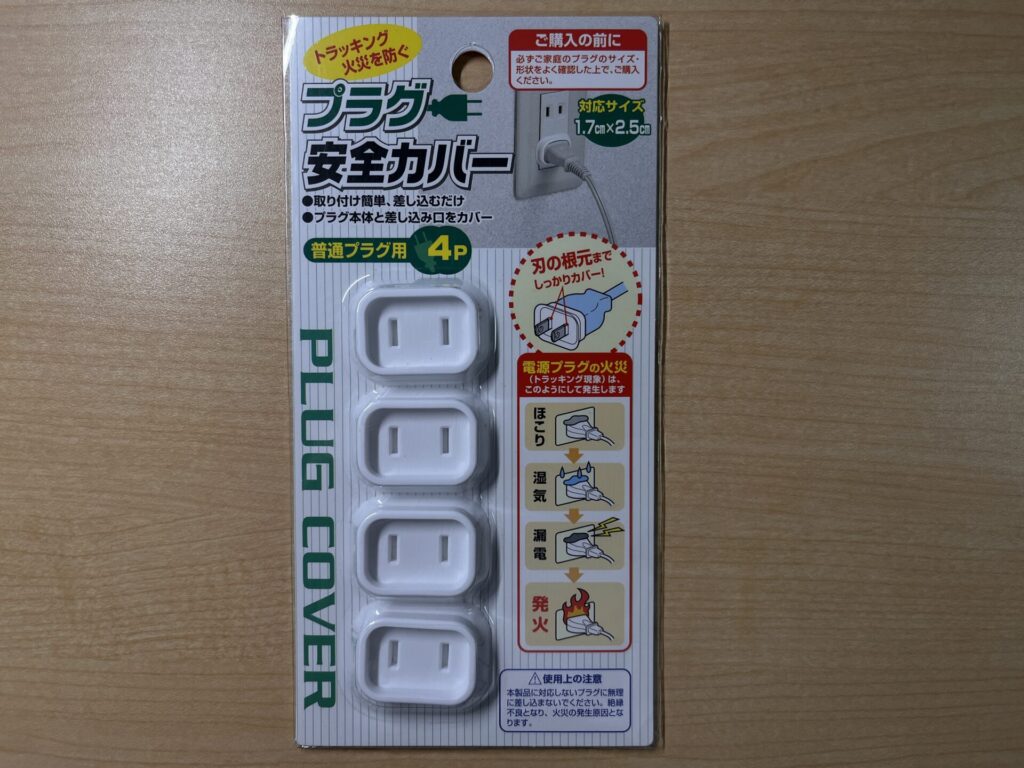 トラッキング
火災を防ぐ
プラグ
安全カバー
●取り付け簡単、差し込むだけ
●プラグ本体と差し込み口をカバー
普通プラグ用 4P
ご購入の前に
必ずご家庭のプラグのサイズ・
形状をよく確認した上で、ご購入
ください。
対応サイズ
1.7cm×2.5cm
刃の根元まで
しっかりカバー!
電源プラグの火災
(トラッキング現象)は、
このようにして発生します
ほこり
湿気
漏電
発火
PLUG COVER
⚠使用上の注意
本製品に対応しないプラグに無理
に差し込まないでください。絶縁
不良となり、火災の発生原因とな
ります。